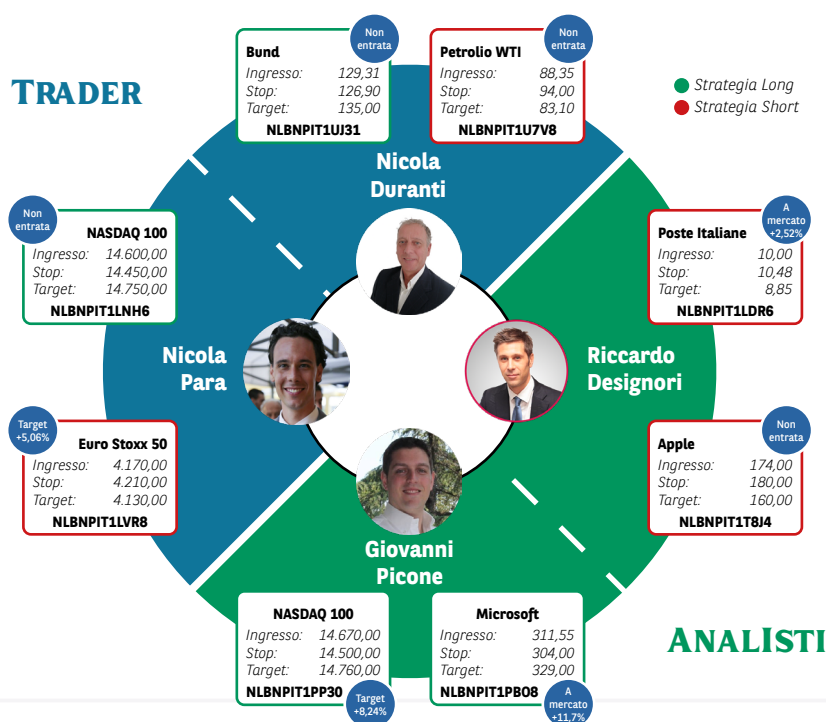 TRADER
Bund
Ingresso: 129,31
Stop: 126,90
Target: 135,00
NLBNPIT1UJ31
Non
entrata
Petrolio WTI
Ingresso: 88,35
Stop: 94,00
Target: 83,10
NLBNPIT1U7V8
Non
entrata
Strategia Long
Strategia Short
Nicola
Duranti
Non
entrata
NASDAQ 100
Ingresso: 14.600,00
Stop: 14.450,00
Target: 14.750,00
NLBNPIT1LNH6
A
mercato
+2,52%
Poste Italiane
Ingresso: 10,00
Stop: 10,48
Target: 8,85
NLBNPIT1LDR6
Nicola
Para
Riccardo
Designori
Target
+5,06%
Euro Stoxx 50
Ingresso: 4.170,00
Stop: 4.210,00
Target: 4.130,00
NLBNPIT1LVR8
Non
entrata
Apple
Ingresso: 174,00
Stop: 180,00
Target: 160,00
NLBNPIT1T8J4
Giovanni
Picone
NASDAQ 100
Ingresso: 14.670,00
Stop: 14.500,00
Target: 14.760,00
NLBNPIT1PP30
Target
+8,24%
Microsoft
Ingresso: 311,55
Stop: 304,00
Target: 329,00
NLBNPIT1PBO8
A
mercato
+11,7%
ANALISTI